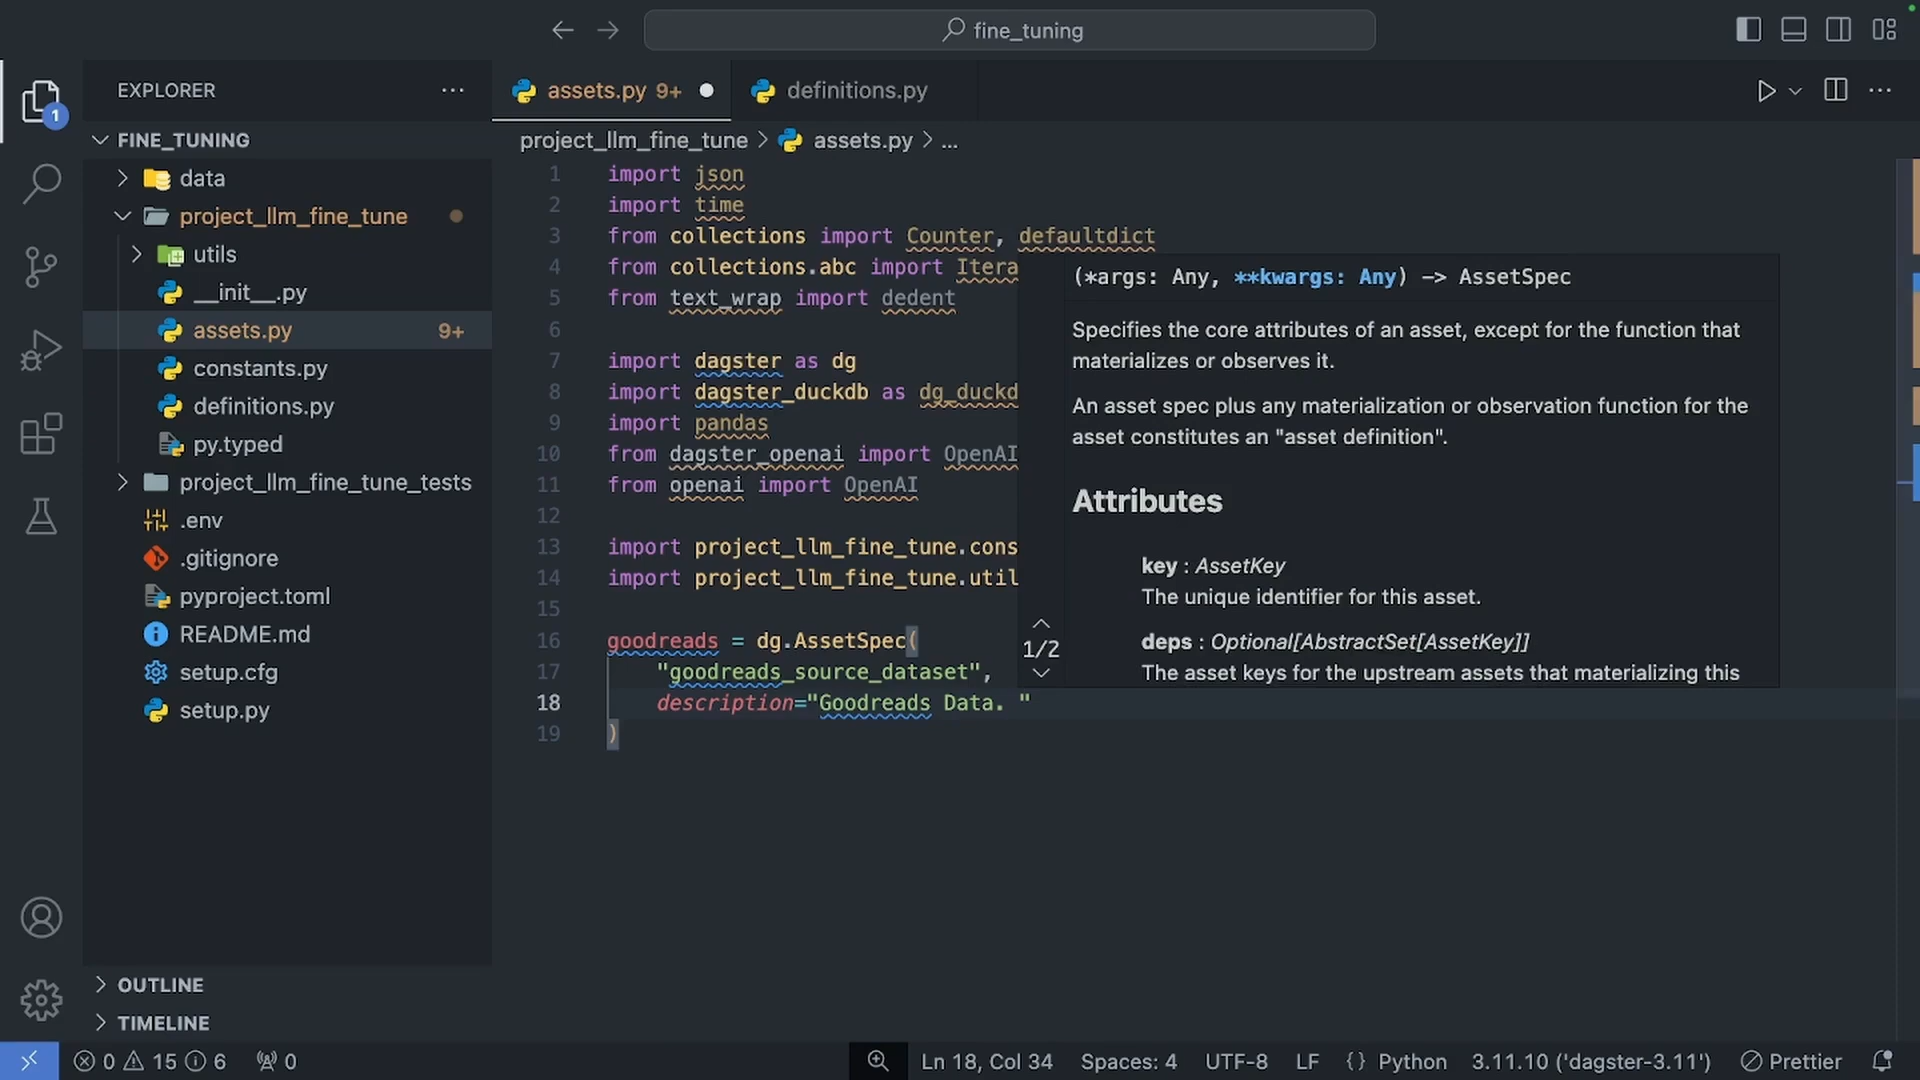 fine_tuning
EXPLORER
assets.py 9+
definitions.py
1
FINE_TUNING
project_llm_fine_tune > assets.py > ...
data
project_llm_fine_tune
utils
__init__.py
assets.py 9+
constants.py
definitions.py
py.typed
project_llm_fine_tune_tests
.env
.gitignore
pyproject.toml
README.md
setup.cfg
setup.py
1 import json
2 import time
3 from collections import Counter, defaultdict
4 from collections.abc import Itera
5 from text_wrap import dedent
6
7 import dagster as dg
8 import dagster_duckdb as dg_duckd
9 import pandas
10 from dagster_openai import OpenAI
11 from openai import OpenAI
12
13 import project_llm_fine_tune.cons
14 import project_llm_fine_tune.util
15
16 goodreads = dg.AssetSpec(
17 "goodreads_source_dataset",
18 description="Goodreads Data. "
19 )
(*args: Any, **kwargs: Any) -> AssetSpec
Specifies the core attributes of an asset, except for the function that
materializes or observes it.
An asset spec plus any materialization or observation function for the
asset constitutes an "asset definition".
Attributes
key : AssetKey
The unique identifier for this asset.
1/2
deps : Optional[AbstractSet[AssetKey]]
The asset keys for the upstream assets that materializing this
OUTLINE
TIMELINE
0 15 6 0
Ln 18, Col 34 Spaces: 4 UTF-8 LF {} Python 3.11.10 ('dagster-3.11') Prettier